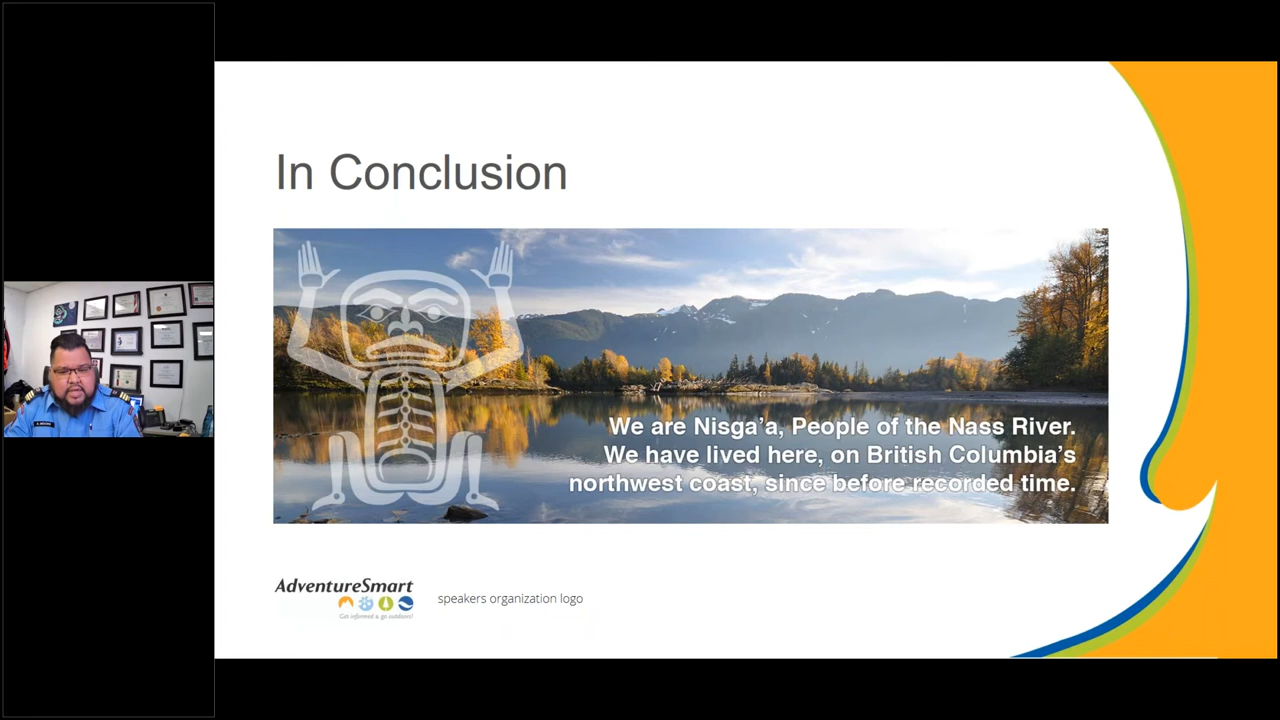 In Conclusion
We are Nisga'a, People of the Nass River.
We have lived here, on British Columbia's
northwest coast, since before recorded time.
AdventureSmart
Get informed & go outdoors!
speakers organization logo